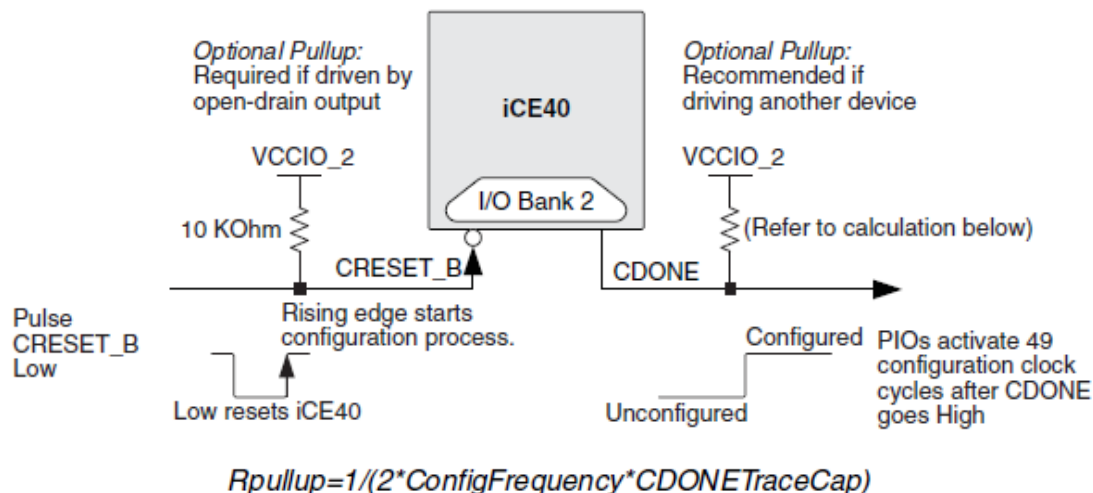 Optional Pullup:
Required if driven by
open-drain output
Optional Pullup:
Recommended if
driving another device
iCE40
VCCIO_2
VCCIO_2
I/O Bank 2
10 KOhm
(Refer to calculation below)
CRESET_B
CDONE
Pulse
CRESET_B
Low
Rising edge starts
configuration process.
Low resets iCE40
Configured
Unconfigured
PIOs activate 49
configuration clock
cycles after CDONE
goes High
Rpullup=1/(2*ConfigFrequency*CDONETraceCap)